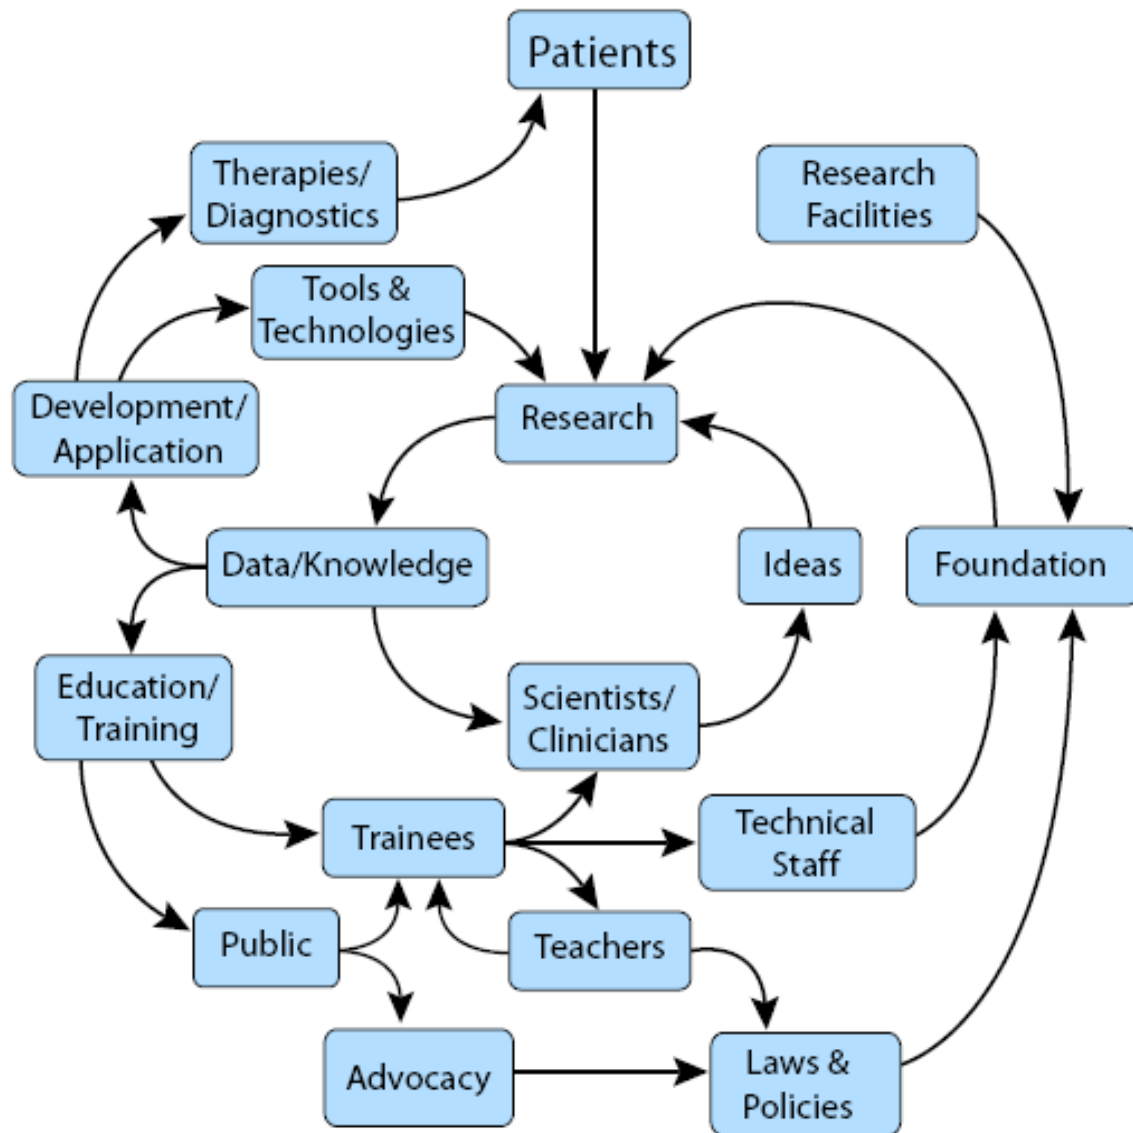 Patients
Therapies/
Diagnostics
Research
Facilities
Tools &
Technologies
Development/
Application
Research
Data/Knowledge
Ideas
Foundation
Education/
Training
Scientists/
Clinicians
Trainees
Technical
Staff
Public
Teachers
Advocacy
Laws &
Policies